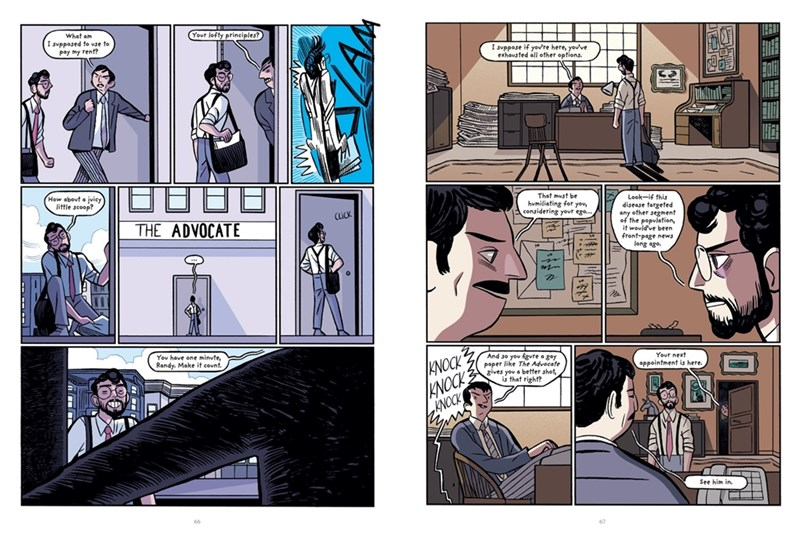 What am
I supposed to use to
pay my rent?
Your lofty principles?
SLAM
How about a juicy
little scoop?
THE ADVOCATE
...
CLICK
You have one minute,
Randy. Make it count.
66
I suppose if you're here, you've
exhausted all other options.
That must be
humiliating for you,
considering your ego...
Look—if this
disease targeted
any other segment
of the population,
it would've been
front-page news
long ago.
KNOCK
KNOCK
KNOCK
And so you figure a gay
paper like The Advocate
gives you a better shot,
is that right?
Your next
appointment is here.
See him in.
67